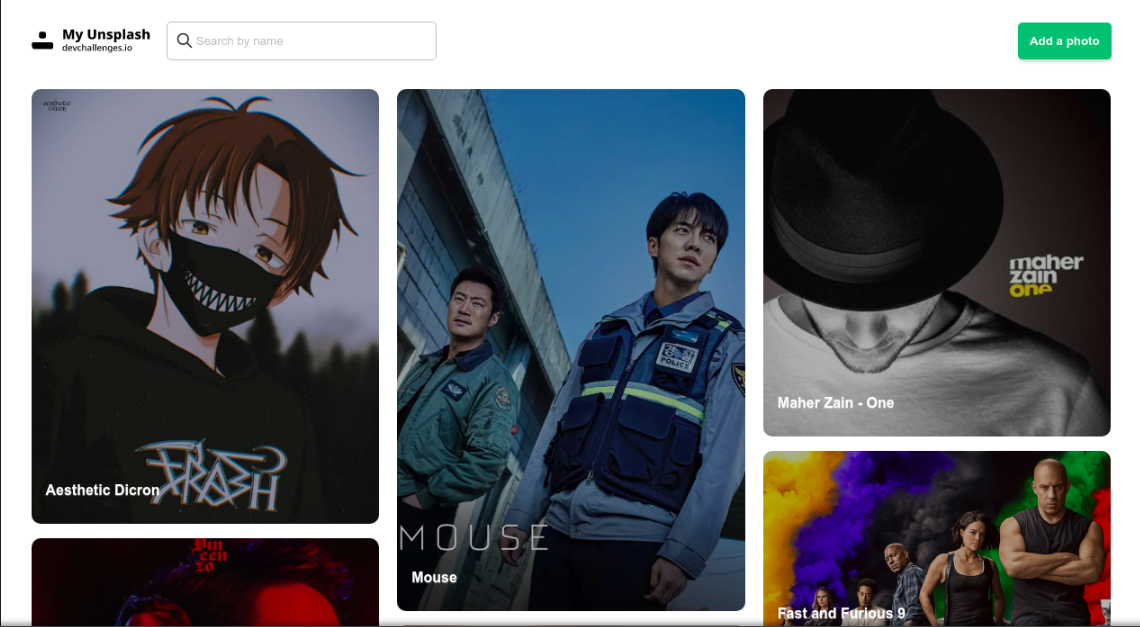 My Unsplash
devchallenges.io
Search by name
Add a photo
aesthetic
dicron
TRASH
Aesthetic Dicron
POLICE
MOUSE
Mouse
maher
zain
one
Maher Zain - One
Vin
cen
zo
Fast and Furious 9